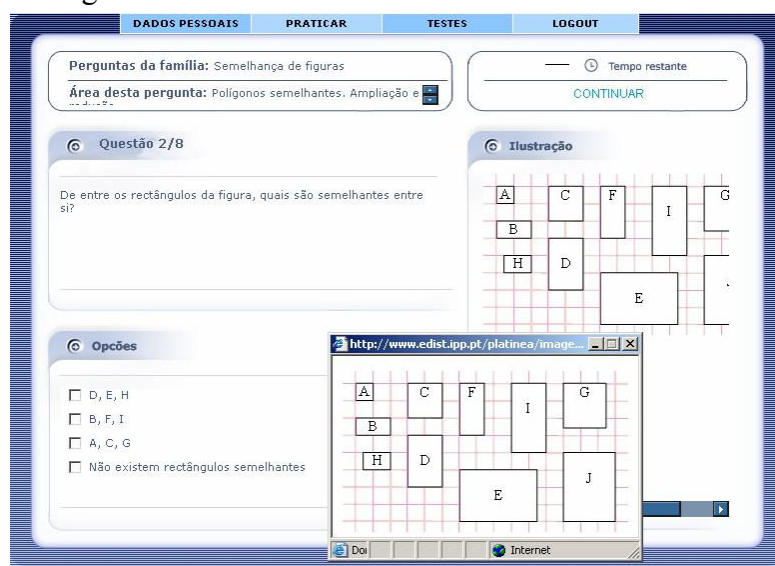 DADOS PESSOAIS PRATICAR TESTES LOGOUT
Perguntas da família: Semelhança de figuras
Área desta pergunta: Polígonos semelhantes. Ampliação e
Tempo restante
CONTINUAR
Questão 2/8
De entre os rectângulos da figura, quais são semelhantes entre
si?
Ilustração
A C F G
I
B
H D
E
Opcões
D, E, H
B, F, I
A, C, G
Não existem rectângulos semelhantes
http://www.edist.ipp.pt/platinea/image...
A C F G
I
B
H D
J
E
Doi Internet